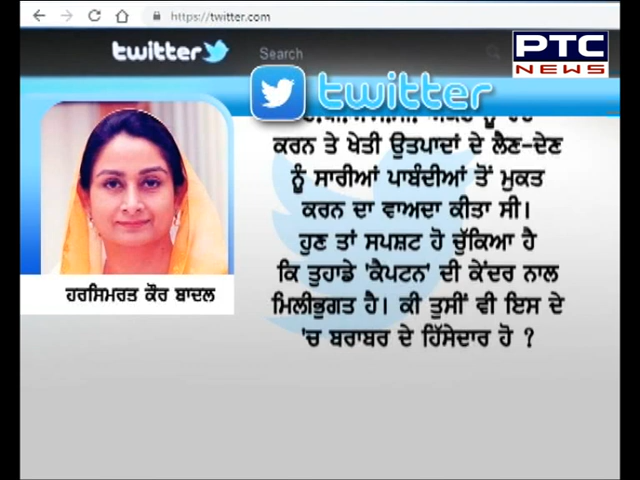 https://twitter.com
twitter
Search
PTC
NEWS
twitter
ਕਰਨ ਤੇ ਖੇਤੀ ਉਤਪਾਦਾਂ ਦੇ ਲੈਣ-ਦੇਣ
ਨੂੰ ਸਾਰੀਆਂ ਪਾਬੰਦੀਆਂ ਤੋਂ ਮੁਕਤ
ਕਰਨ ਦਾ ਵਾਅਦਾ ਕੀਤਾ ਸੀ।
ਹੁਣ ਤਾਂ ਸਪਸ਼ਟ ਹੋ ਚੁੱਕਿਆ ਹੈ
ਕਿ ਤੁਹਾਡੇ 'ਕੈਪਟਨ' ਦੀ ਕੇਂਦਰ ਨਾਲ
ਮਿਲੀਭੁਗਤ ਹੈ। ਕੀ ਤੁਸੀਂ ਵੀ ਇਸ ਦੇ
'ਚ ਬਰਾਬਰ ਦੇ ਹਿੱਸੇਦਾਰ ਹੋ ?
ਹਰਸਿਮਰਤ ਕੌਰ ਬਾਦਲ